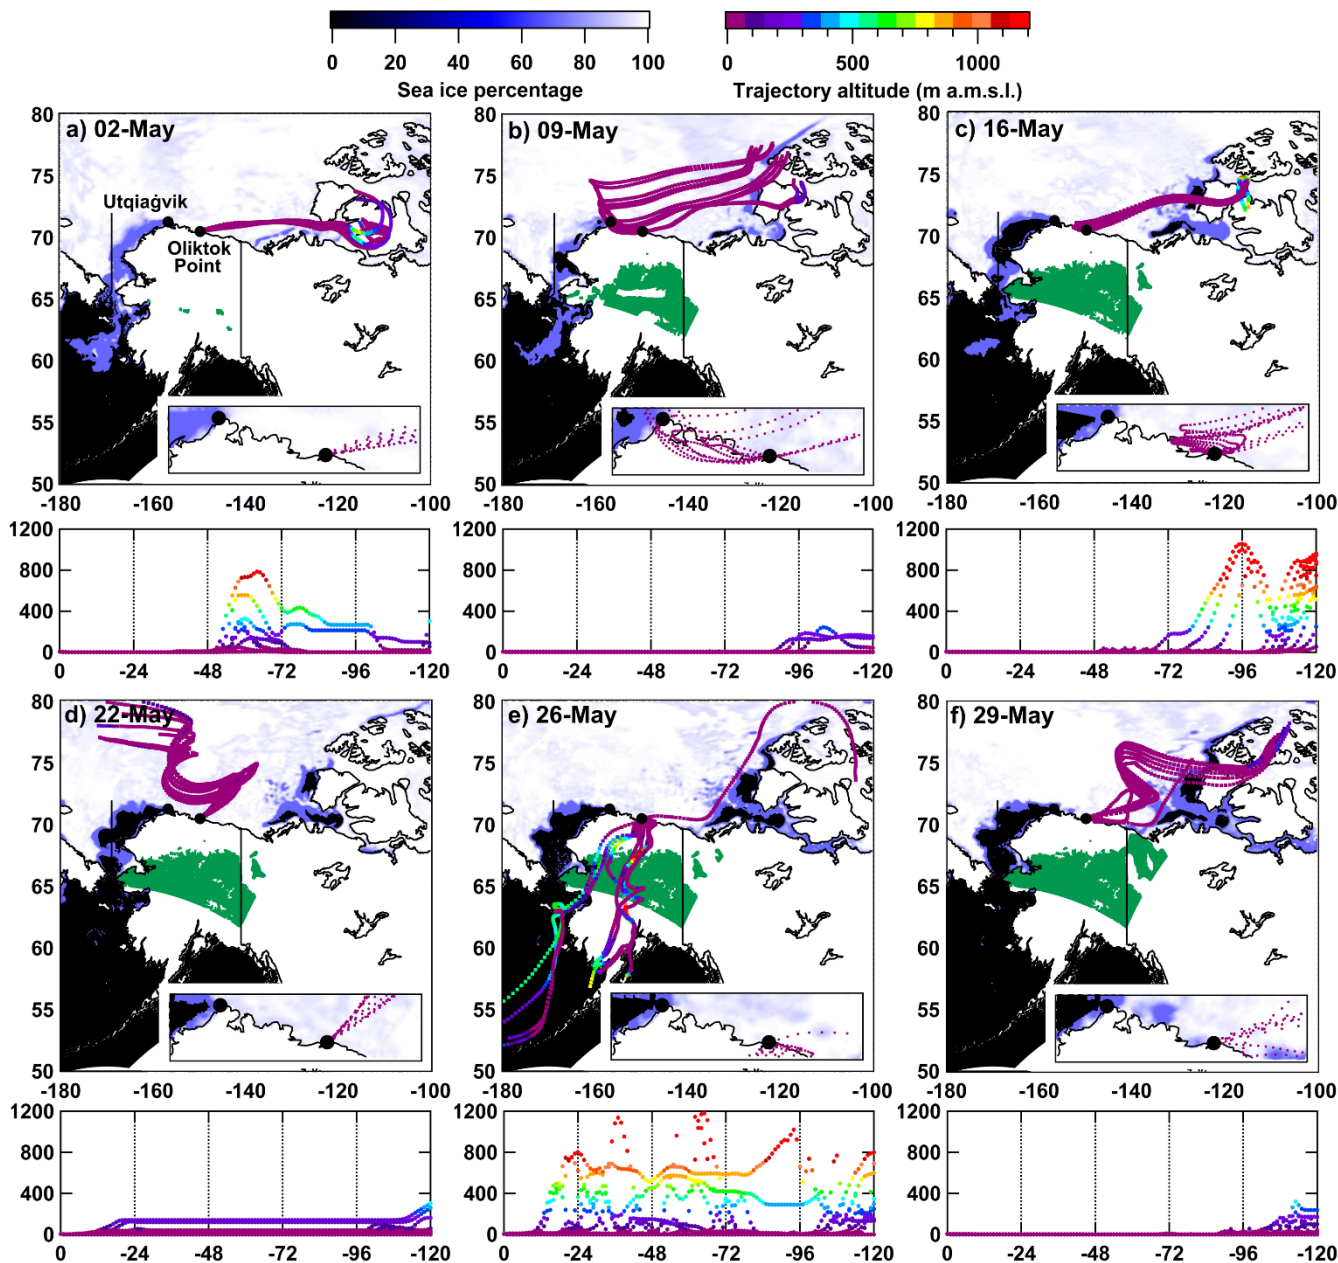 0 20 40 60 80 100
Sea ice percentage
0 500 1000
Trajectory altitude (m a.m.s.l.)
80 80 80
a) 02-May b) 09-May c) 16-May
75 75 75
Utqiaġvik
70 70 70
Oliktok
Point
65 65 65
60 60 60
55 55 55
50 50 50
-180 -160 -140 -120 -100 -180 -160 -140 -120 -100 -180 -160 -140 -120 -100
1200 1200 1200
800 800 800
400 400 400
0 0 0
0 -24 -48 -72 -96 -120 0 -24 -48 -72 -96 -120 0 -24 -48 -72 -96 -120
80 80 80
d) 22-May e) 26-May f) 29-May
75 75 75
70 70 70
65 65 65
60 60 60
55 55 55
50 50 50
-180 -160 -140 -120 -100 -180 -160 -140 -120 -100 -180 -160 -140 -120 -100
1200 1200 1200
800 800 800
400 400 400
0 0 0
0 -24 -48 -72 -96 -120 0 -24 -48 -72 -96 -120 0 -24 -48 -72 -96 -120